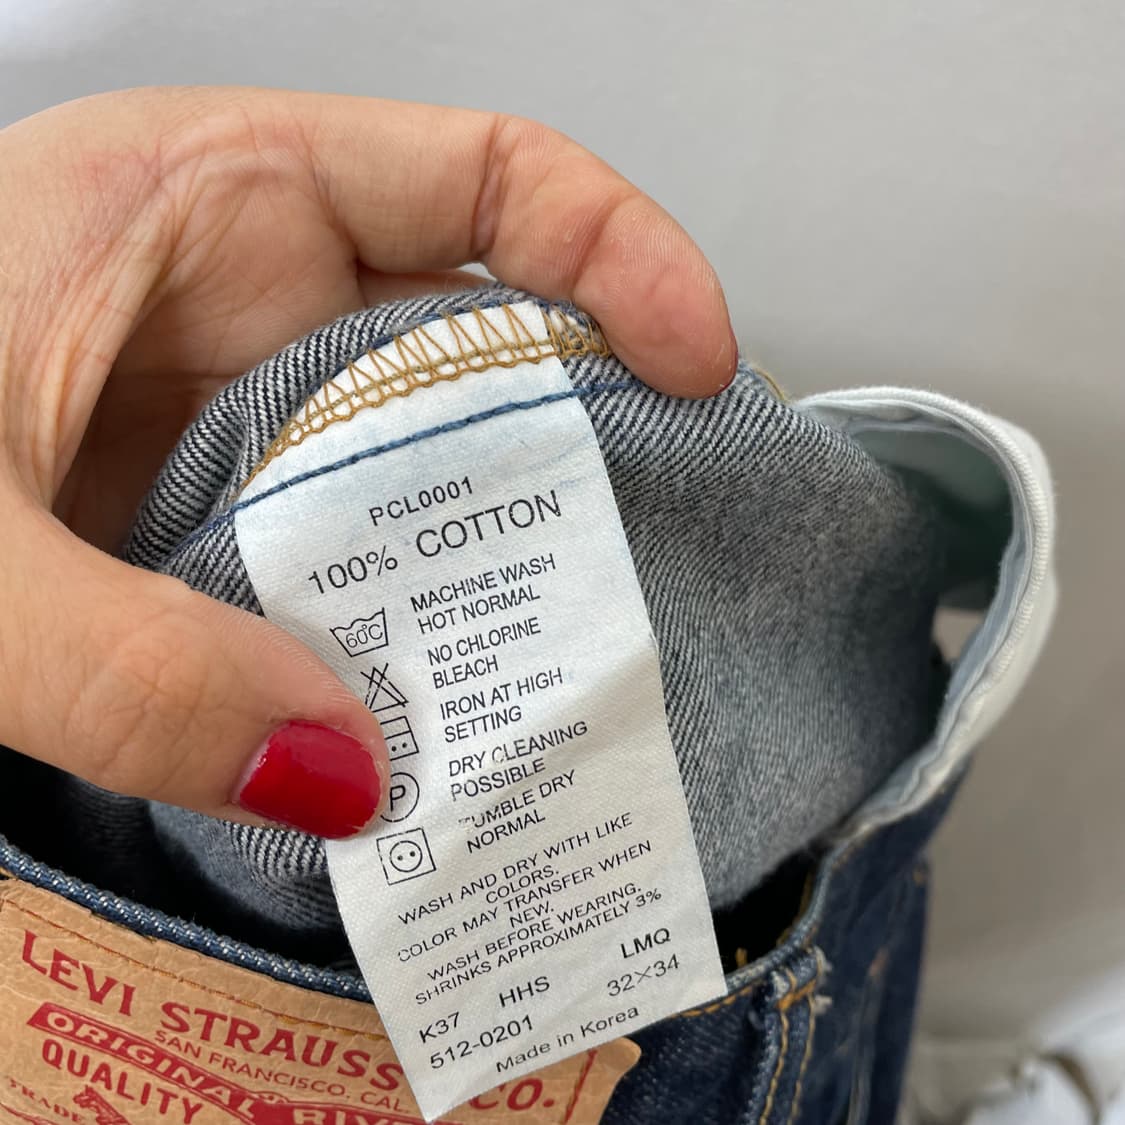 PCL0001
100% COTTON
60°C
MACHINE WASH
HOT NORMAL
NO CHLORINE
BLEACH
IRON AT HIGH
SETTING
P
DRY CLEANING
POSSIBLE
TUMBLE DRY
NORMAL
WASH AND DRY WITH LIKE
COLORS.
COLOR MAY TRANSFER WHEN
NEW.
WASH BEFORE WEARING.
SHRINKS APPROXIMATELY 3%
HHS LMQ
K37 32×34
512-0201
Made in Korea
LEVI STRAUSS CO.
SAN FRANCISCO. CAL.
ORIGINAL
QUALITY
TRADE